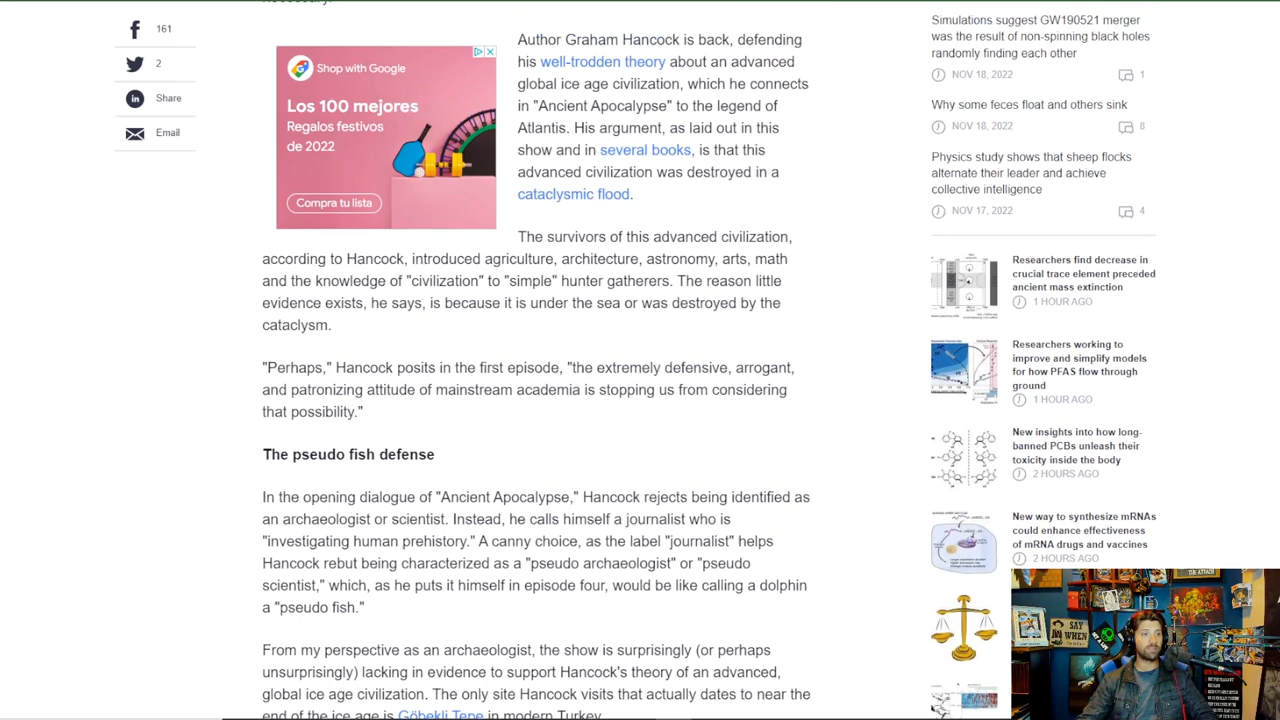 161
2
Share
Email
Shop with Google
Los 100 mejores
Regalos festivos
de 2022
Compra tu lista
Author Graham Hancock is back, defending
his well-trodden theory about an advanced
global ice age civilization, which he connects
in "Ancient Apocalypse" to the legend of
Atlantis. His argument, as laid out in this
show and in several books, is that this
advanced civilization was destroyed in a
cataclysmic flood.
The survivors of this advanced civilization,
according to Hancock, introduced agriculture, architecture, astronomy, arts, math
and the knowledge of "civilization" to "simple" hunter gatherers. The reason little
evidence exists, he says, is because it is under the sea or was destroyed by the
cataclysm.
"Perhaps," Hancock posits in the first episode, "the extremely defensive, arrogant,
and patronizing attitude of mainstream academia is stopping us from considering
that possibility."
The pseudo fish defense
In the opening dialogue of "Ancient Apocalypse," Hancock rejects being identified as
an archaeologist or scientist. Instead, he calls himself a journalist who is
"investigating human prehistory." A canny choice, as the label "journalist" helps
Hancock rebut being characterized as a "pseudo archaeologist" or "pseudo
scientist," which, as he puts it himself in episode four, would be like calling a dolphin
a "pseudo fish."
From my perspective as an archaeologist, the show is surprisingly (or perhaps
unsurprisingly) lacking in evidence to support Hancock's theory of an advanced,
global ice age civilization. The only site Hancock visits that actually dates to near the
end of the ice age is Göbekli Tepe in modern Turkey.
Simulations suggest GW190521 merger
was the result of non-spinning black holes
randomly finding each other
NOV 18, 2022 1
Why some feces float and others sink
NOV 18, 2022 8
Physics study shows that sheep flocks
alternate their leader and achieve
collective intelligence
NOV 17, 2022 4
Researchers find decrease in
crucial trace element preceded
ancient mass extinction
1 HOUR AGO
Researchers working to
improve and simplify models
for how PFAS flow through
ground
1 HOUR AGO
New insights into how long-
banned PCBs unleash their
toxicity inside the body
2 HOURS AGO
New way to synthesize mRNAs
could enhance effectiveness
of mRNA drugs and vaccines
2 HOURS AGO
SAY
WHEN